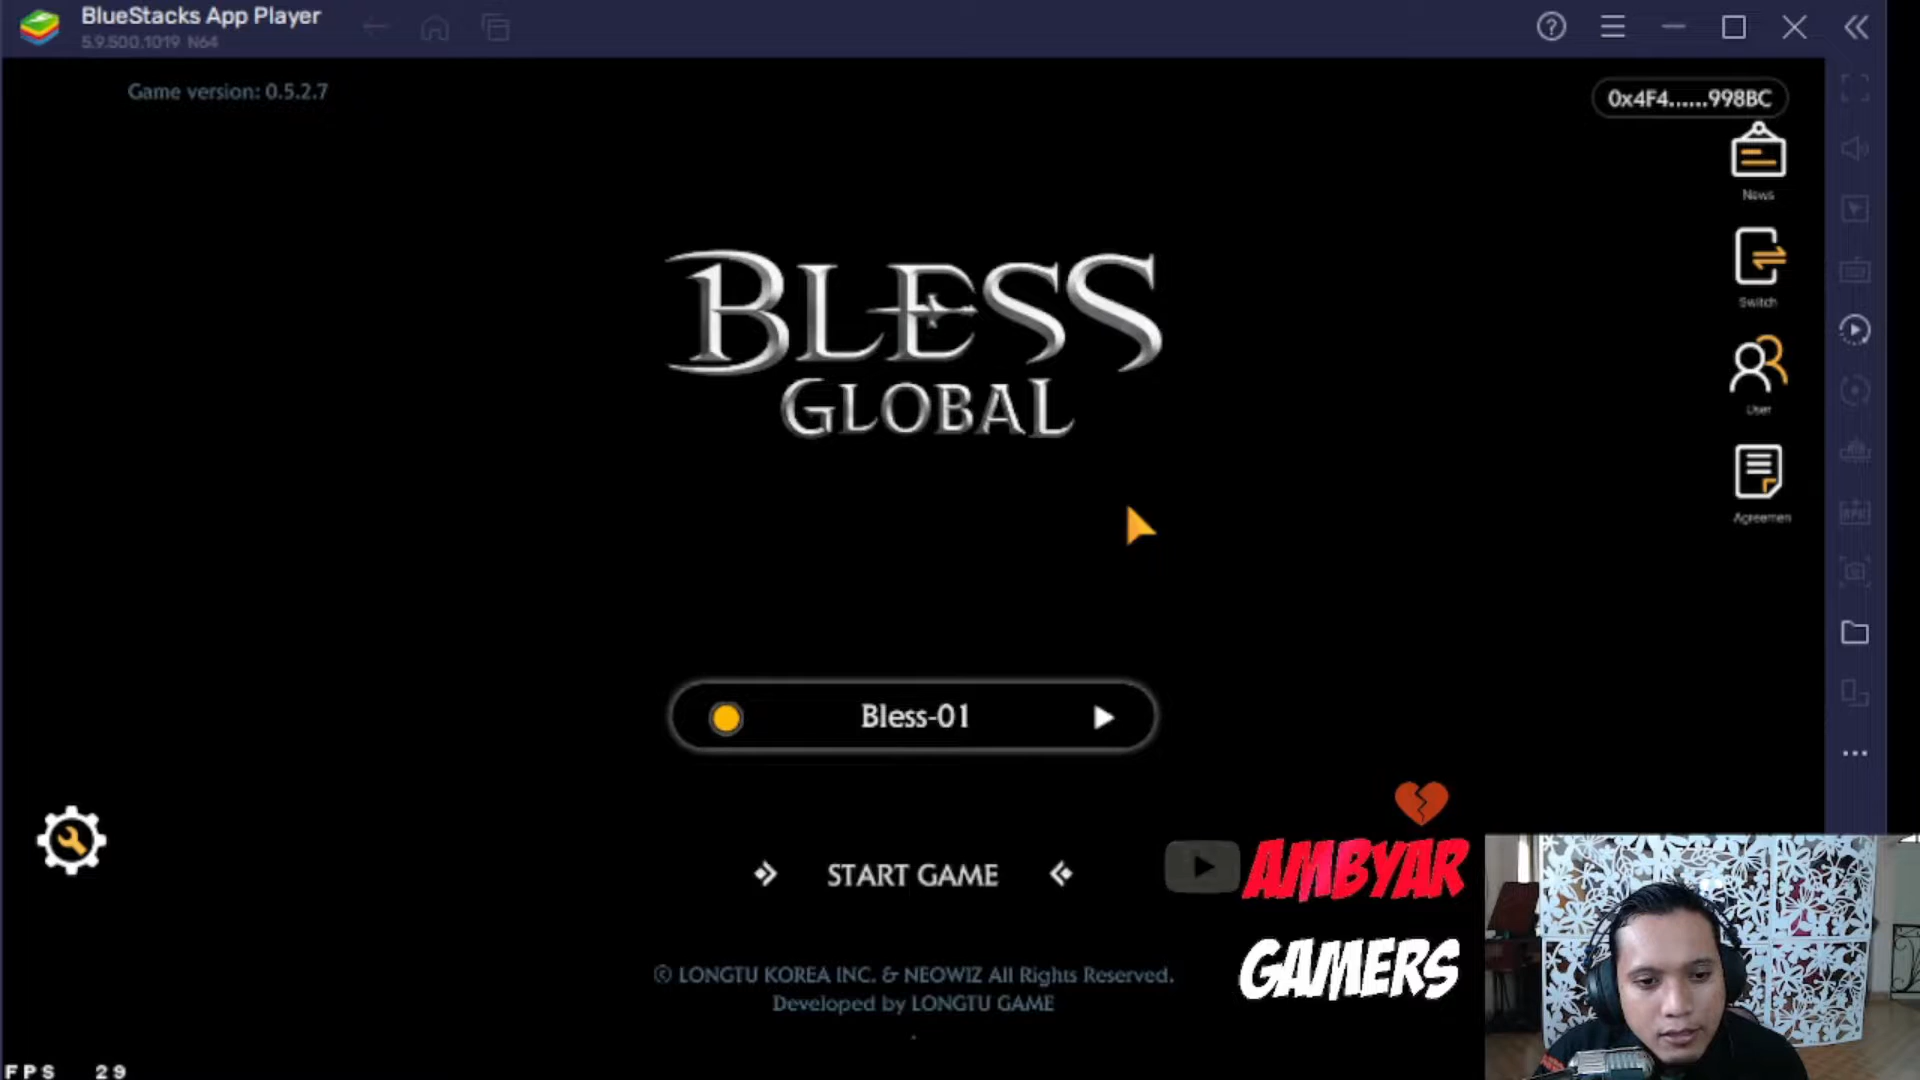 BlueStacks App Player
5.9.500.1019 N64
Game version: 0.5.2.7
0x4F4......998BC
News
Switch
User
Agreemen
BLESS
GLOBAL
Bless-01
START GAME
AMBYAR
GAMERS
© LONGTU KOREA INC. & NEOWIZ All Rights Reserved.
Developed by LONGTU GAME
FPS 29